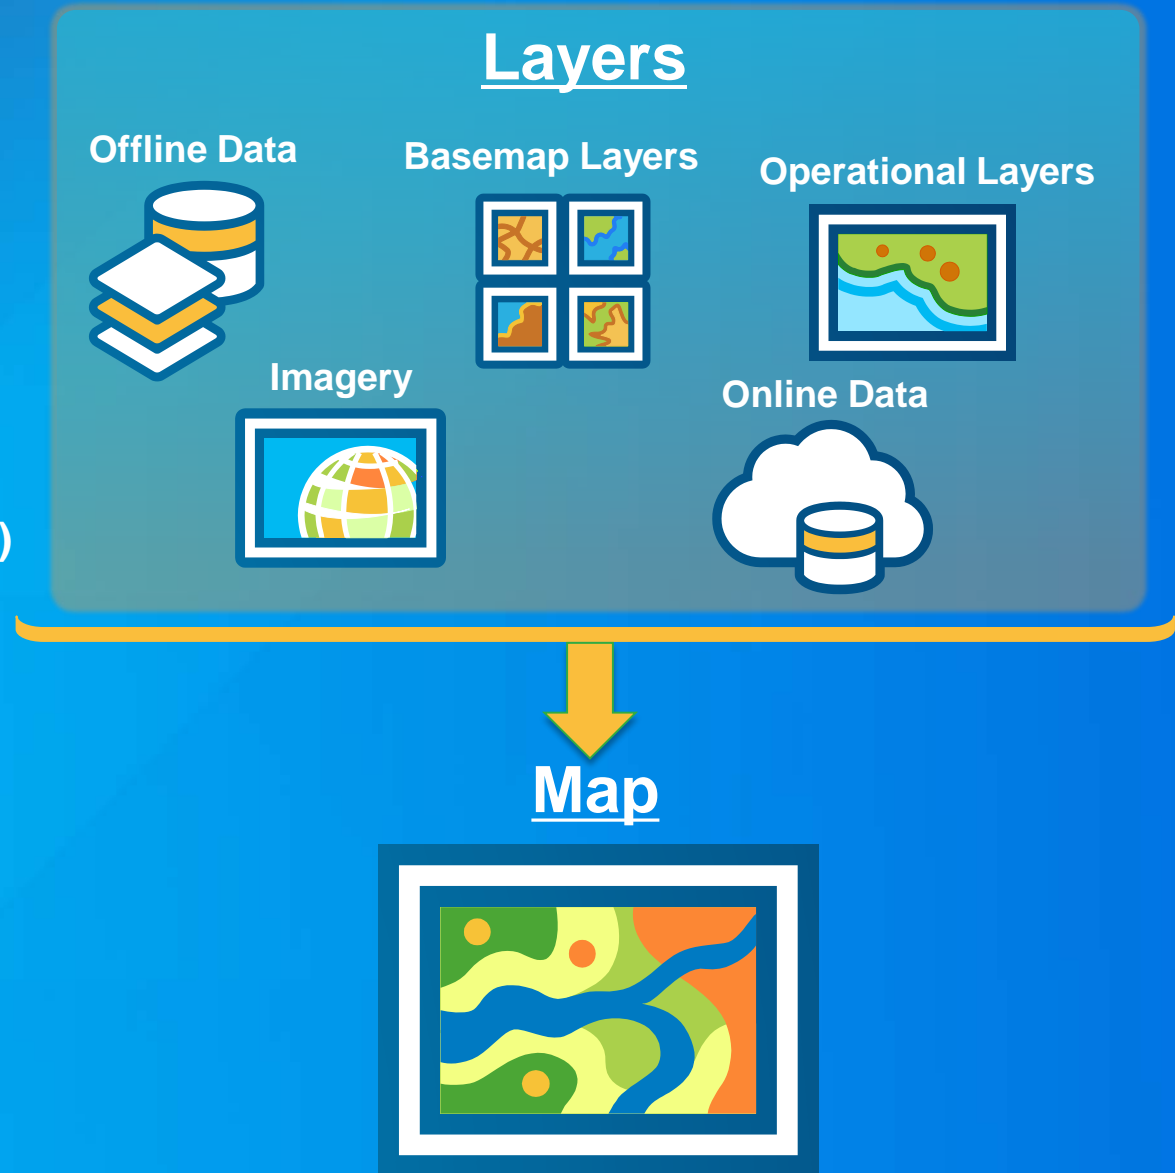 Layers
Offline Data
Basemap Layers
Operational Layers
Imagery
Online Data
)
Map